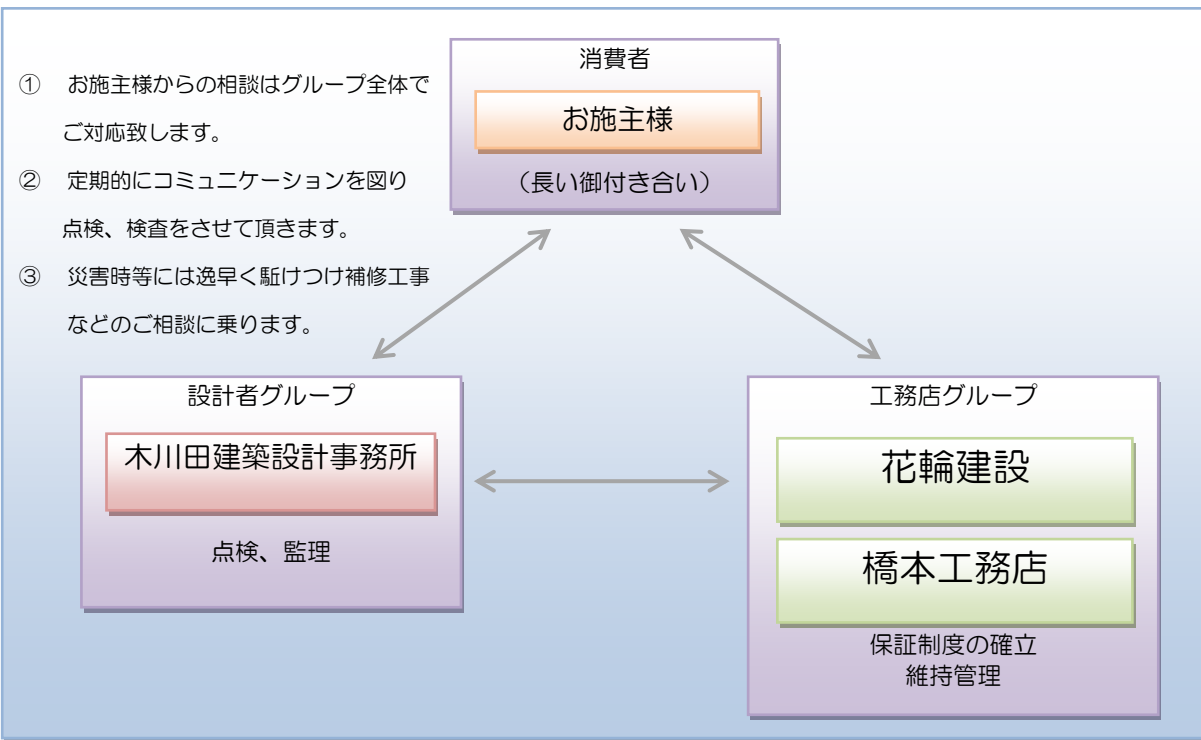 ① お施主様からの相談はグループ全体で
ご対応致します。
② 定期的にコミュニケーションを図り
点検、検査をさせて頂きます。
③ 災害時等には逸早く駈けつけ補修工事
などのご相談に乗ります。
消費者
お施主様
（長い御付き合い）
設計者グループ
木川田建築設計事務所
点検、監理
工務店グループ
花輪建設
橋本工務店
保証制度の確立
維持管理